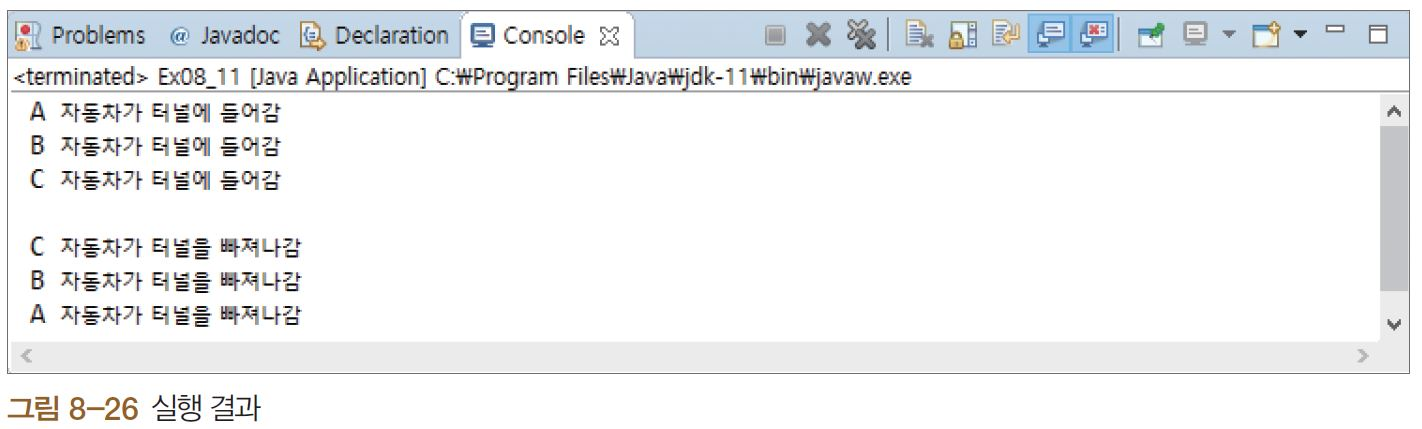 Problems @ Javadoc Declaration Console
<terminated> Ex08_11 [Java Application] C:₩Program Files₩Java₩jdk-11₩bin₩javaw.exe
A 자동차가 터널에 들어감
B 자동차가 터널에 들어감
C 자동차가 터널에 들어감
C 자동차가 터널을 빠져나감
B 자동차가 터널을 빠져나감
A 자동차가 터널을 빠져나감
그림 8-26 실행 결과